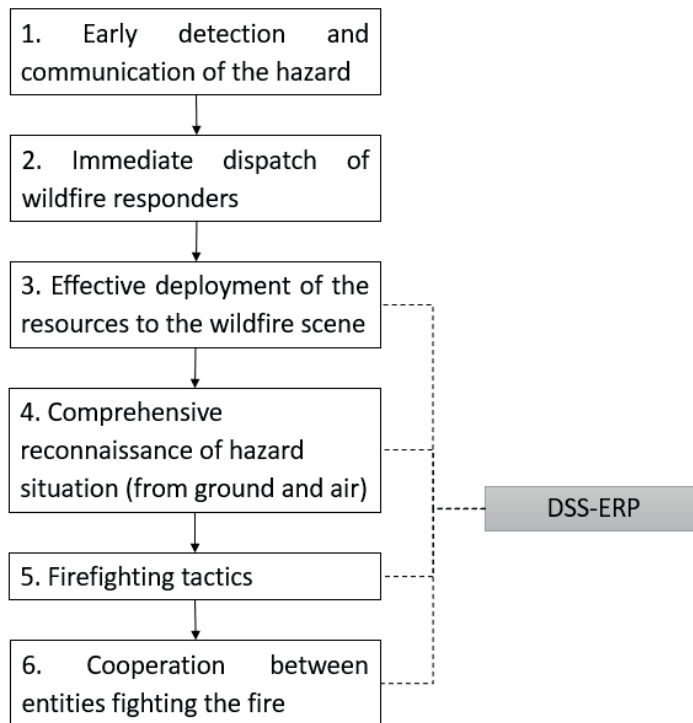 1. Early detection and
communication of the hazard
2. Immediate dispatch of
wildfire responders
3. Effective deployment of the
resources to the wildfire scene
4. Comprehensive
reconnaissance of hazard
situation (from ground and air)
DSS-ERP
5. Firefighting tactics
6. Cooperation between
entities fighting the fire